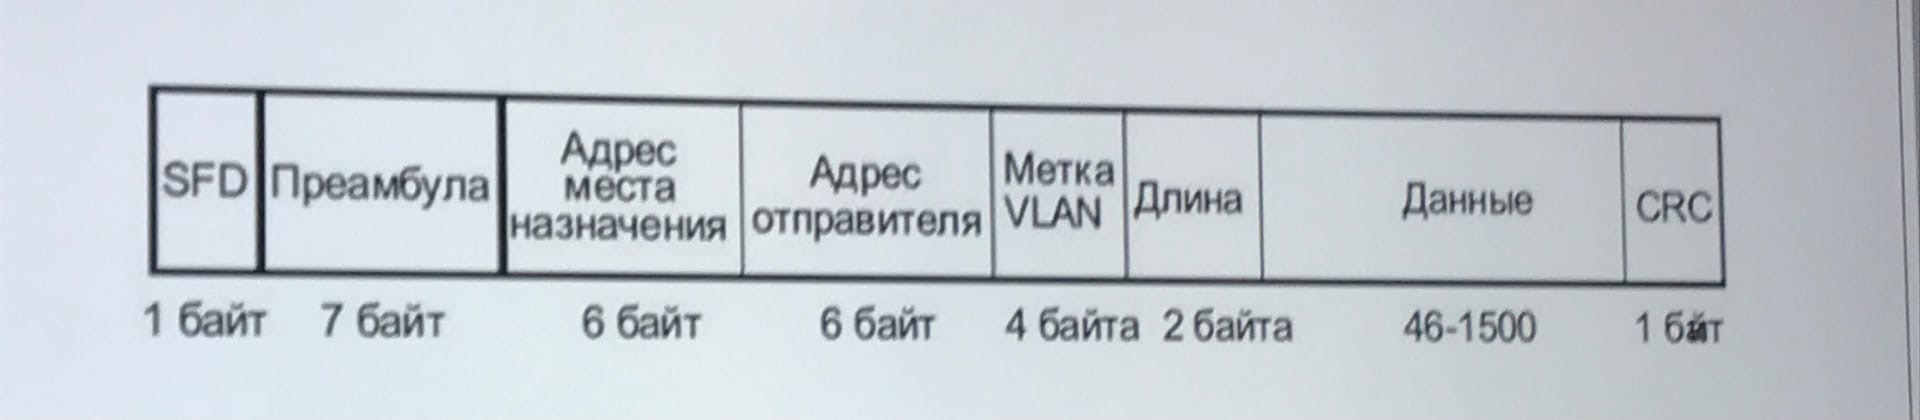 SFD
Преамбула
Адрес
места
назначения
Адрес
отправителя
Метка
VLAN
Длина
Данные
CRC
1 байт
7 байт
6 байт
6 байт
4 байта
2 байта
46-1500
1 байт